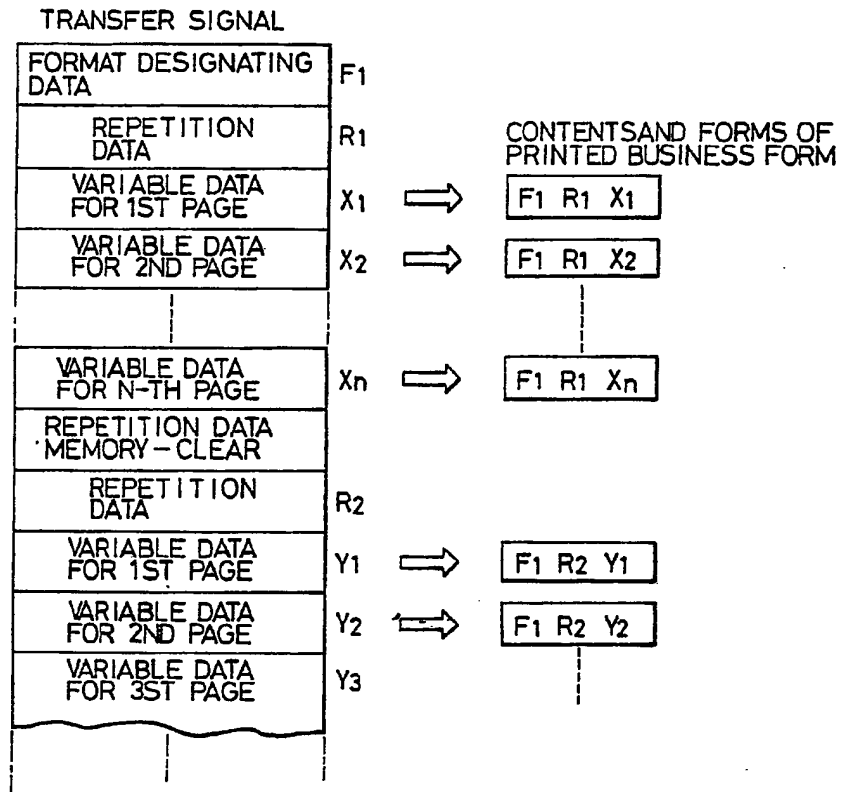 TRANSFER SIGNAL
FORMAT DESIGNATING
DATA
F1
REPETITION
DATA
R1
CONTENTSAND FORMS OF
PRINTED BUSINESS FORM
VARIABLE DATA
FOR 1ST PAGE
X1
F1 R1 X1
VARIABLE DATA
FOR 2ND PAGE
X2
F1 R1 X2
VARIABLE DATA
FOR N-TH PAGE
Xn
F1 R1 Xn
REPETITION DATA
MEMORY-CLEAR
REPETITION
DATA
R2
VARIABLE DATA
FOR 1ST PAGE
Y1
F1 R2 Y1
VARIABLE DATA
FOR 2ND PAGE
Y2
F1 R2 Y2
VARIABLE DATA
FOR 3ST PAGE
Y3